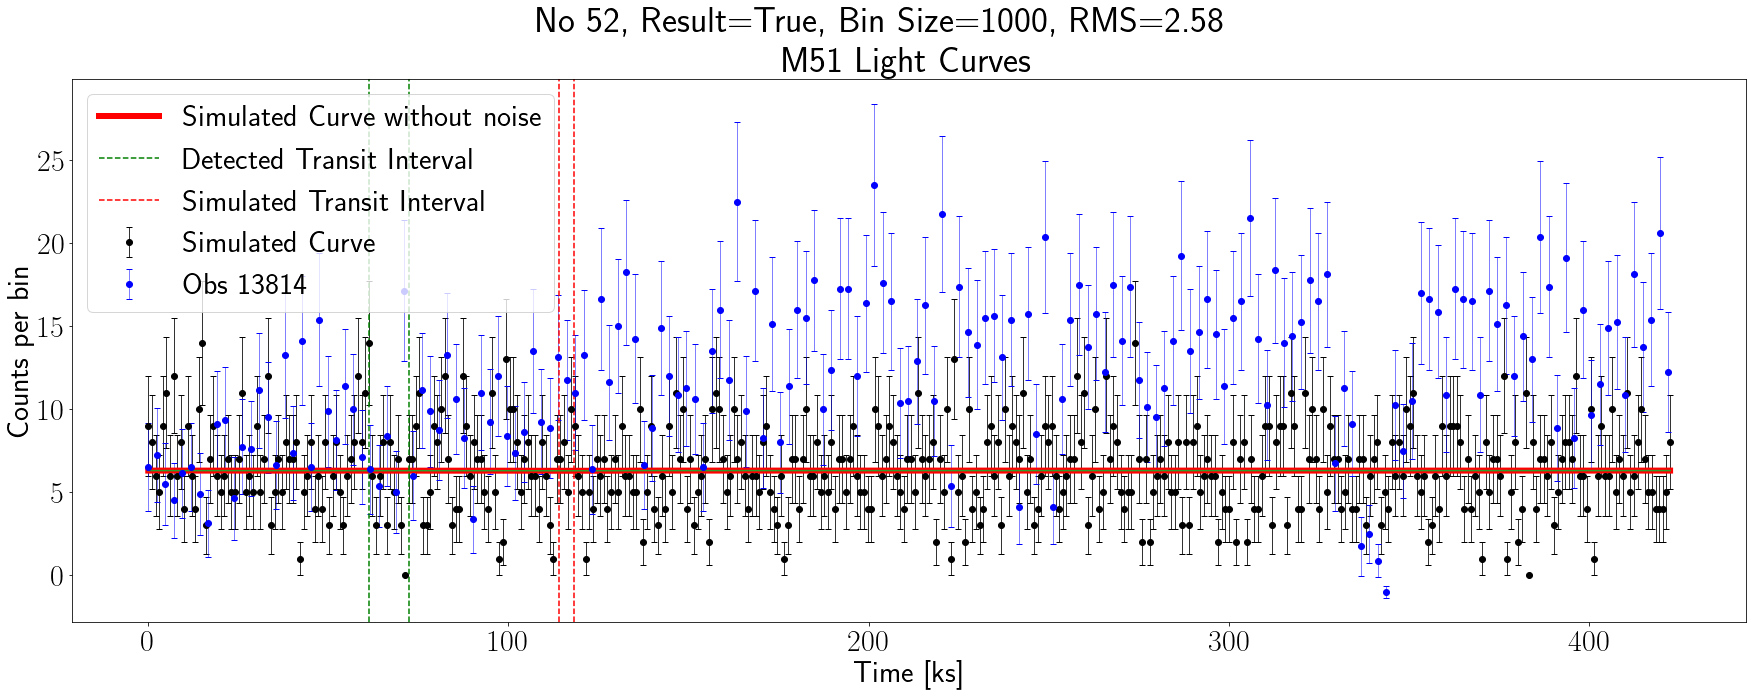 No 52, Result=True, Bin Size=1000, RMS=2.58
M51 Light Curves
Simulated Curve without noise
Detected Transit Interval
Simulated Transit Interval
Simulated Curve
Obs 13814
Counts per bin
25
20
15
10
5
0
0 100 200 300 400
Time [ks]